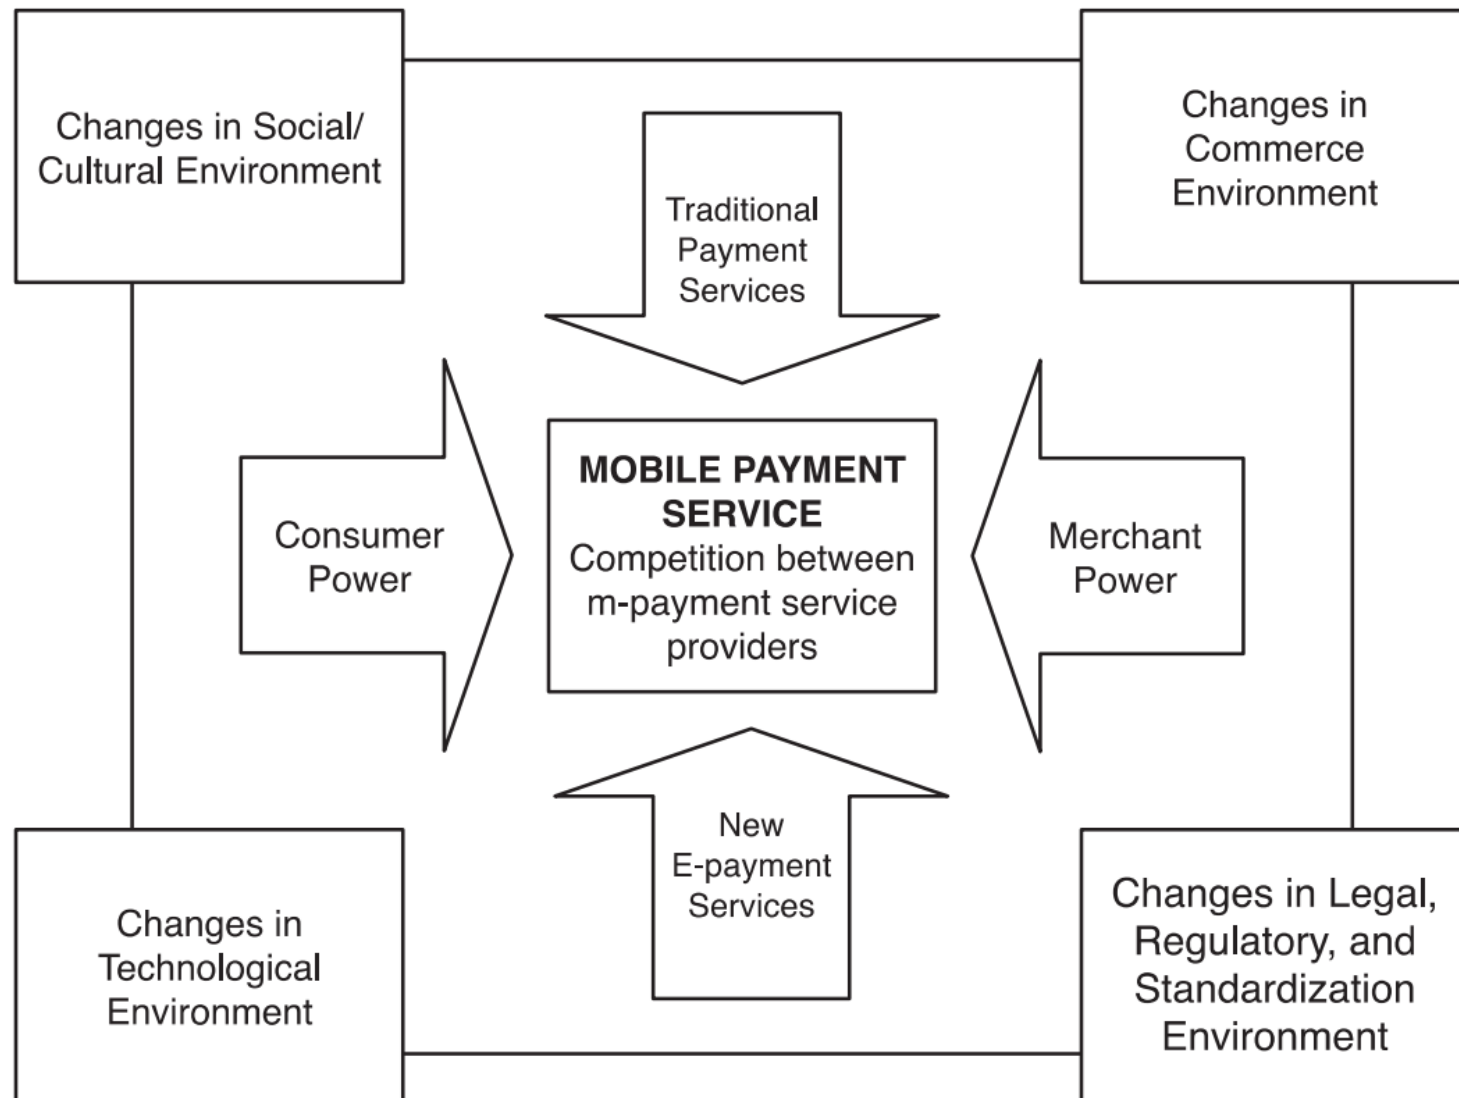 Changes in Social/
Cultural Environment
Changes in
Commerce
Environment
Traditional
Payment
Services
Consumer
Power
MOBILE PAYMENT
SERVICE
Competition between
m-payment service
providers
Merchant
Power
New
E-payment
Services
Changes in
Technological
Environment
Changes in Legal,
Regulatory, and
Standardization
Environment